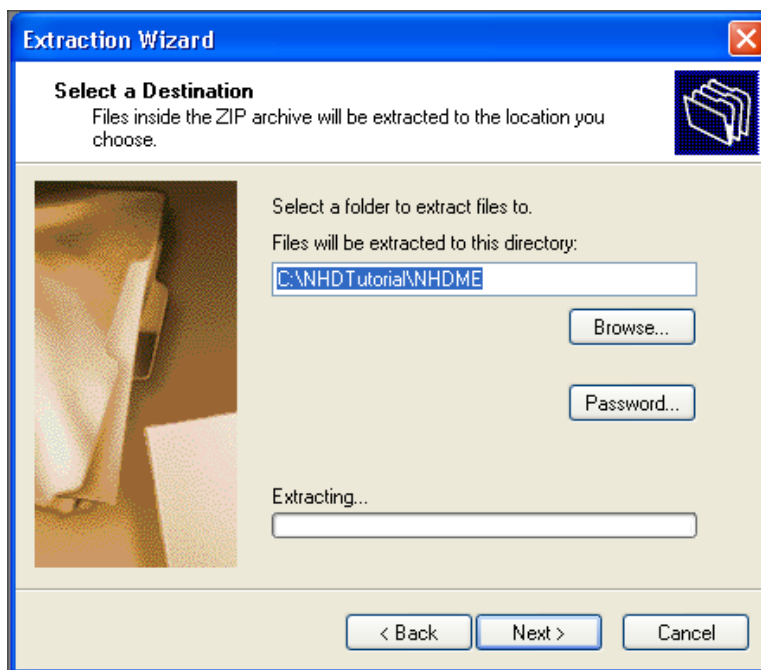 Extraction Wizard
Select a Destination
Files inside the ZIP archive will be extracted to the location you
choose.
Select a folder to extract files to.
Files will be extracted to this directory:
C:\NHDTutorial\NHDME
Browse...
Password...
Extracting...
< Back
Next >
Cancel